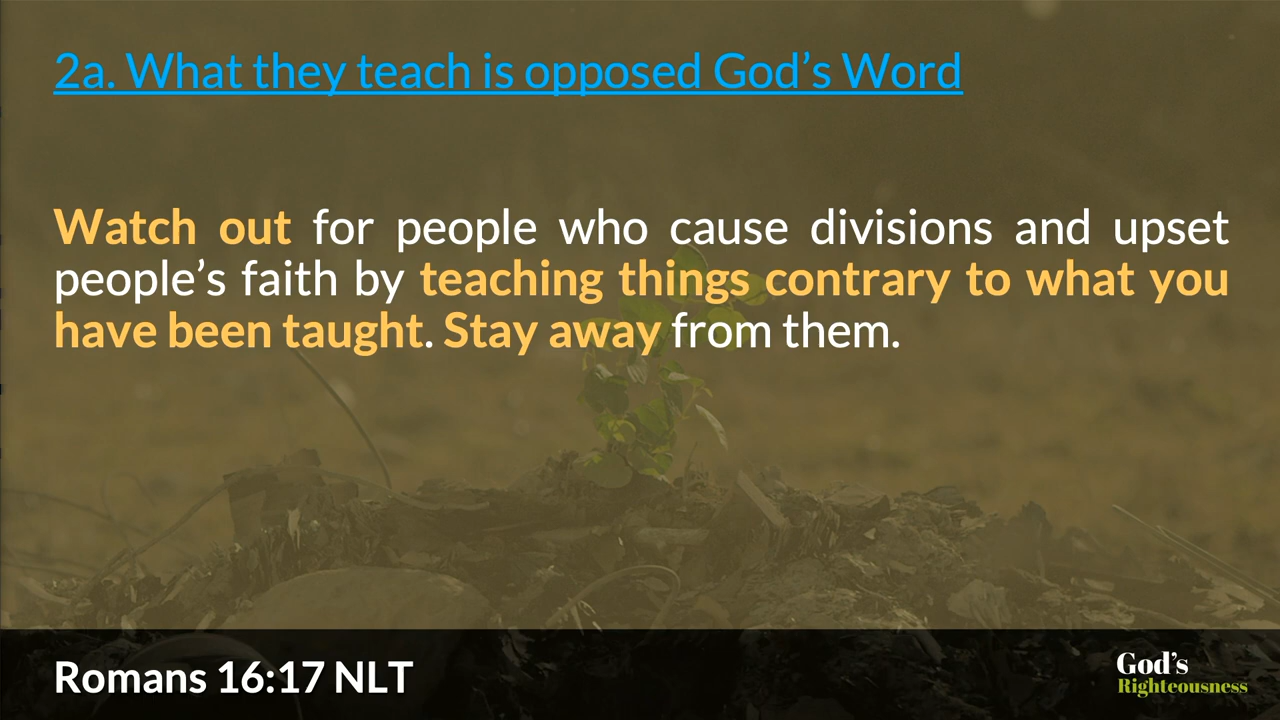 2a. What they teach is opposed God’s Word
Watch out for people who cause divisions and upset
people’s faith by teaching things contrary to what you
have been taught. Stay away from them.
Romans 16:17 NLT
God’s
Righteousness